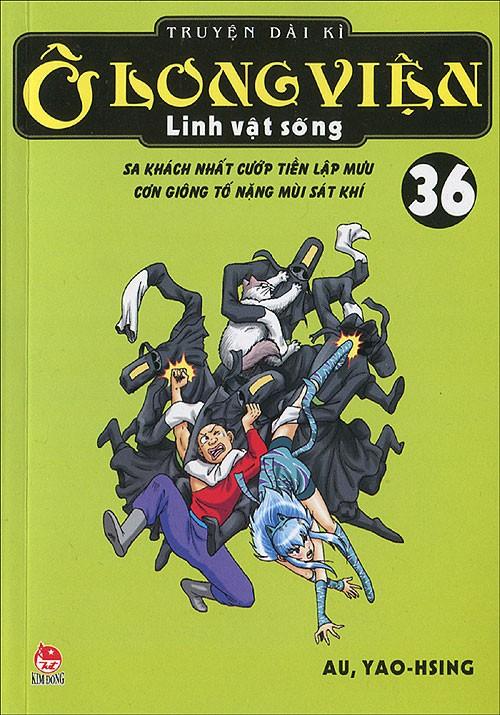 TRUYỆN DÀI KÌ
Ô LONG VIỆN
Linh vật sống
SA KHÁCH NHẤT CƯỚP TIỀN LẬP MƯU
CƠN GIÔNG TỐ NẶNG MÙI SÁT KHÍ
36
KIM ĐỒNG
AU, YAO-HSING